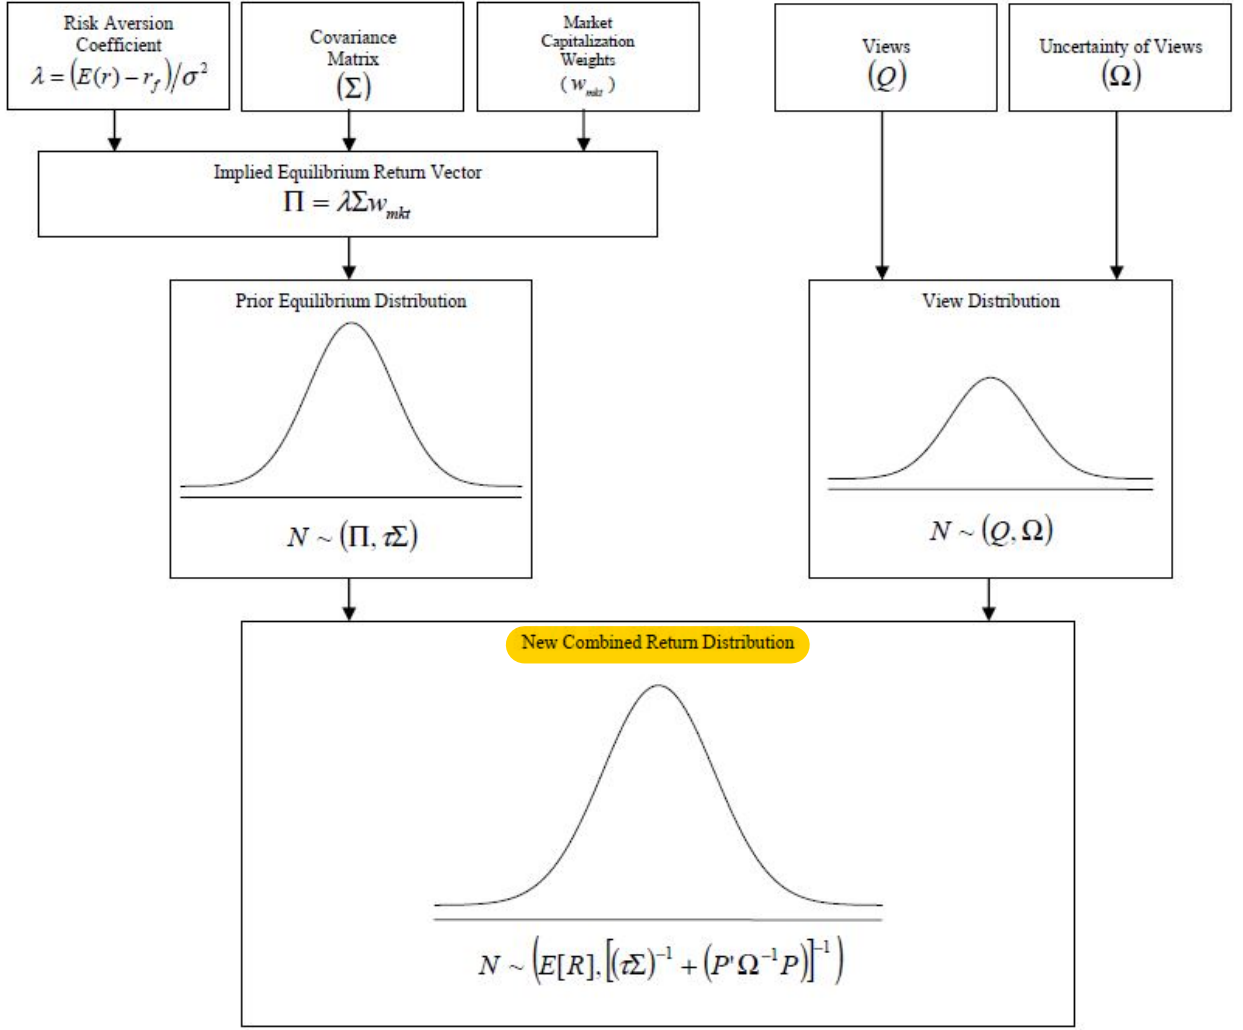 Risk Aversion
Coefficient
λ = (E(r) − r_f)/σ²
Covariance
Matrix
(Σ)
Market
Capitalization
Weights
(w_mkt)
Views
(Q)
Uncertainty of Views
(Ω)
Implied Equilibrium Return Vector
Π = λΣw_mkt
Prior Equilibrium Distribution
N ~ (Π, τΣ)
View Distribution
N ~ (Q, Ω)
New Combined Return Distribution
N ~ (E[R], [(τΣ)⁻¹ + (P'Ω⁻¹P)]⁻¹)